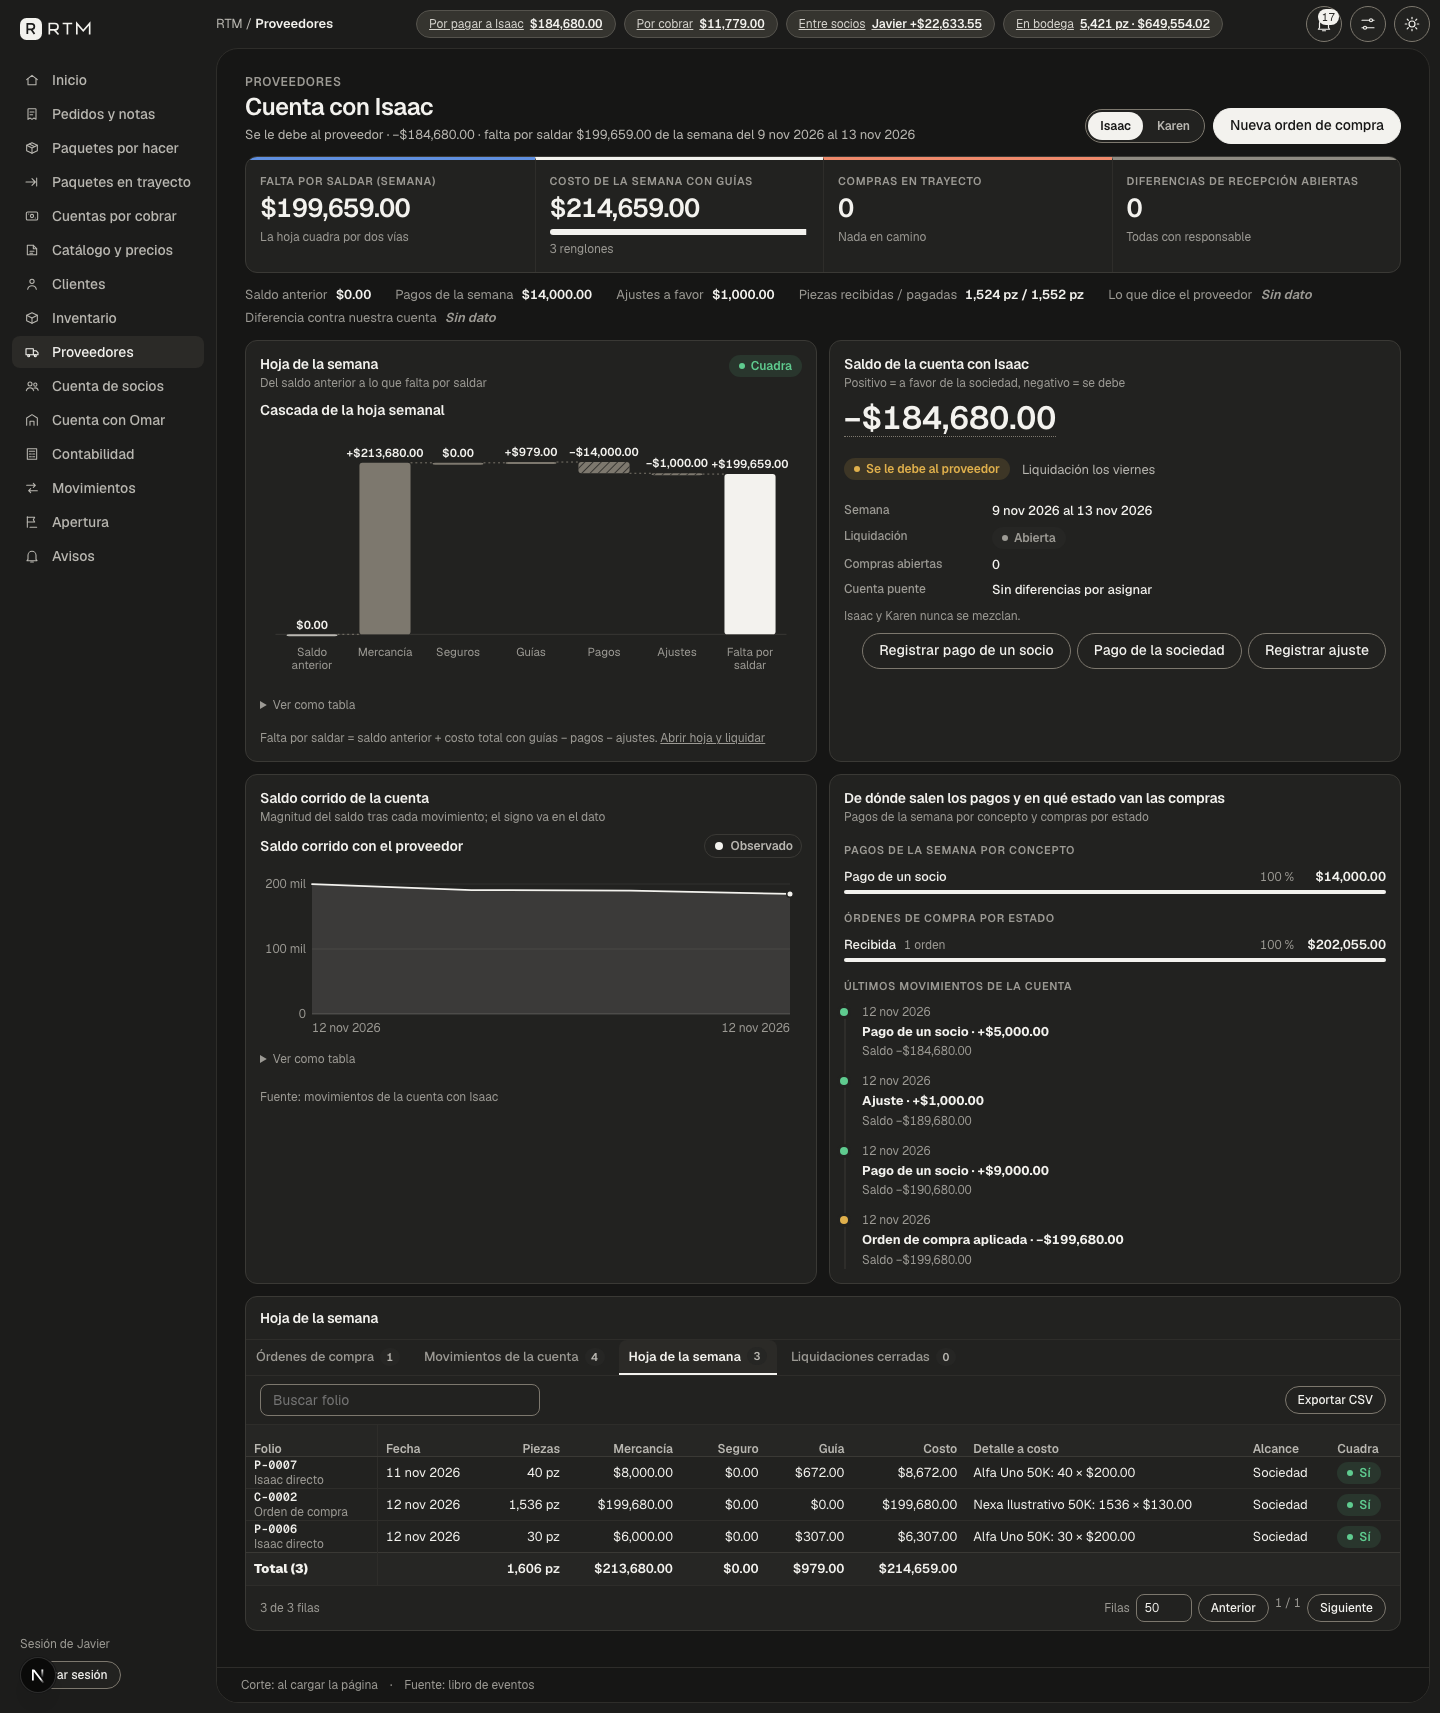 R RTM
Inicio
Pedidos y notas
Paquetes por hacer
Paquetes en trayecto
Cuentas por cobrar
Catálogo y precios
Clientes
Inventario
Proveedores
Cuenta de socios
Cuenta con Omar
Contabilidad
Movimientos
Apertura
Avisos
Sesión de Javier
N ar sesión
RTM / Proveedores
Por pagar a Isaac $184,680.00
Por cobrar $11,779.00
Entre socios Javier +$22,633.55
En bodega 5,421 pz · $649,554.02
17
PROVEEDORES
Cuenta con Isaac
Se le debe al proveedor · −$184,680.00 · falta por saldar $199,659.00 de la semana del 9 nov 2026 al 13 nov 2026
Isaac Karen
Nueva orden de compra
FALTA POR SALDAR (SEMANA)
$199,659.00
La hoja cuadra por dos vías
COSTO DE LA SEMANA CON GUÍAS
$214,659.00
3 renglones
COMPRAS EN TRAYECTO
0
Nada en camino
DIFERENCIAS DE RECEPCIÓN ABIERTAS
0
Todas con responsable
Saldo anterior $0.00 Pagos de la semana $14,000.00 Ajustes a favor $1,000.00 Piezas recibidas / pagadas 1,524 pz / 1,552 pz Lo que dice el proveedor Sin dato
Diferencia contra nuestra cuenta Sin dato
Hoja de la semana
Del saldo anterior a lo que falta por saldar
Cuadra
Cascada de la hoja semanal
+$213,680.00 $0.00 +$979.00 −$14,000.00 −$1,000.00 +$199,659.00
$0.00
Saldo anterior Mercancía Seguros Guías Pagos Ajustes Falta por saldar
Ver como tabla
Falta por saldar = saldo anterior + costo total con guías − pagos − ajustes. Abrir hoja y liquidar
Saldo de la cuenta con Isaac
Positivo = a favor de la sociedad, negativo = se debe
−$184,680.00
Se le debe al proveedor Liquidación los viernes
Semana 9 nov 2026 al 13 nov 2026
Liquidación Abierta
Compras abiertas 0
Cuenta puente Sin diferencias por asignar
Isaac y Karen nunca se mezclan.
Registrar pago de un socio Pago de la sociedad Registrar ajuste
Saldo corrido de la cuenta
Magnitud del saldo tras cada movimiento; el signo va en el dato
Saldo corrido con el proveedor
Observado
200 mil
100 mil
0
12 nov 2026 12 nov 2026
Ver como tabla
Fuente: movimientos de la cuenta con Isaac
De dónde salen los pagos y en qué estado van las compras
Pagos de la semana por concepto y compras por estado
PAGOS DE LA SEMANA POR CONCEPTO
Pago de un socio 100 % $14,000.00
ÓRDENES DE COMPRA POR ESTADO
Recibida 1 orden 100 % $202,055.00
ÚLTIMOS MOVIMIENTOS DE LA CUENTA
12 nov 2026
Pago de un socio · +$5,000.00
Saldo −$184,680.00
12 nov 2026
Ajuste · +$1,000.00
Saldo −$189,680.00
12 nov 2026
Pago de un socio · +$9,000.00
Saldo −$190,680.00
12 nov 2026
Orden de compra aplicada · −$199,680.00
Saldo −$199,680.00
Hoja de la semana
Órdenes de compra 1 Movimientos de la cuenta 4 Hoja de la semana 3 Liquidaciones cerradas 0
Buscar folio
Exportar CSV
Folio Fecha Piezas Mercancía Seguro Guía Costo Detalle a costo Alcance Cuadra
P-0007 Isaac directo 11 nov 2026 40 pz $8,000.00 $0.00 $672.00 $8,672.00 Alfa Uno 50K: 40 × $200.00 Sociedad Sí
C-0002 Orden de compra 12 nov 2026 1,536 pz $199,680.00 $0.00 $0.00 $199,680.00 Nexa Ilustrativo 50K: 1536 × $130.00 Sociedad Sí
P-0006 Isaac directo 12 nov 2026 30 pz $6,000.00 $0.00 $307.00 $6,307.00 Alfa Uno 50K: 30 × $200.00 Sociedad Sí
Total (3) 1,606 pz $213,680.00 $0.00 $979.00 $214,659.00
3 de 3 filas
Filas 50 Anterior 1 / 1 Siguiente
Corte: al cargar la página · Fuente: libro de eventos